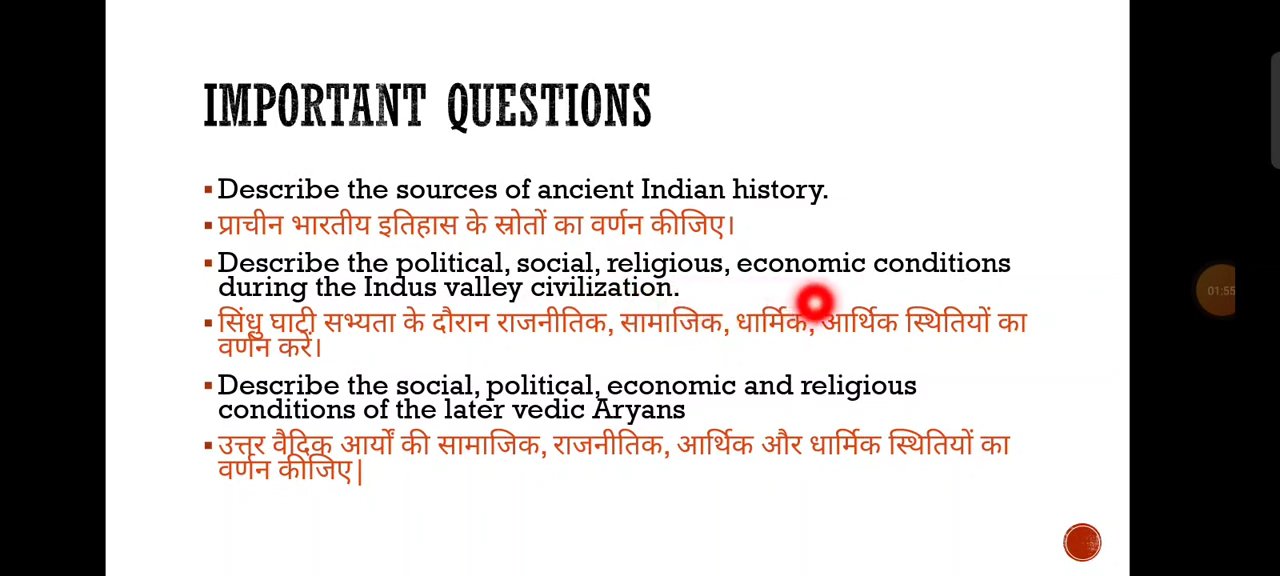 IMPORTANT QUESTIONS
▪ Describe the sources of ancient Indian history.
▪ प्राचीन भारतीय इतिहास के स्रोतों का वर्णन कीजिए।
▪ Describe the political, social, religious, economic conditions
during the Indus valley civilization.
▪ सिंधु घाटी सभ्यता के दौरान राजनीतिक, सामाजिक, धार्मिक, आर्थिक स्थितियों का
वर्णन करें।
▪ Describe the social, political, economic and religious
conditions of the later vedic Aryans
▪ उत्तर वैदिक आर्यों की सामाजिक, राजनीतिक, आर्थिक और धार्मिक स्थितियों का
वर्णन कीजिए|
01:55